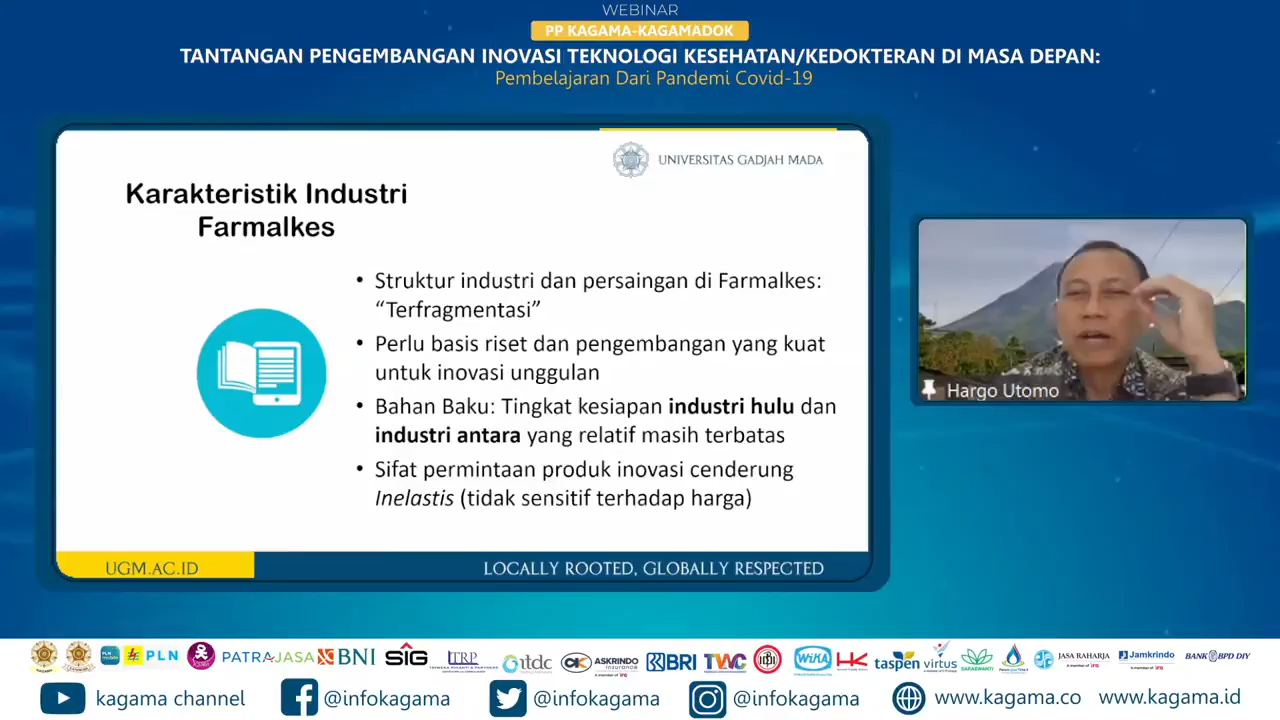 WEBINAR
PP KAGAMA-KAGAMADOK
TANTANGAN PENGEMBANGAN INOVASI TEKNOLOGI KESEHATAN/KEDOKTERAN DI MASA DEPAN:
Pembelajaran Dari Pandemi Covid-19
UNIVERSITAS GADJAH MADA
Karakteristik Industri
Farmalkes
• Struktur industri dan persaingan di Farmalkes:
“Terfragmentasi”
• Perlu basis riset dan pengembangan yang kuat
untuk inovasi unggulan
• Bahan Baku: Tingkat kesiapan industri hulu dan
industri antara yang relatif masih terbatas
• Sifat permintaan produk inovasi cenderung
Inelastis (tidak sensitif terhadap harga)
UGM.AC.ID
LOCALLY ROOTED, GLOBALLY RESPECTED
Hargo Utomo
PLN PATRA JASA BNI SIG itdc ASKRINDO BRI TWC WIKA HK taspen virtus SARASWANTI JASA RAHARJA Jamkrindo BANK BPD DIY
kagama channel @infokagama @infokagama @infokagama www.kagama.co www.kagama.id